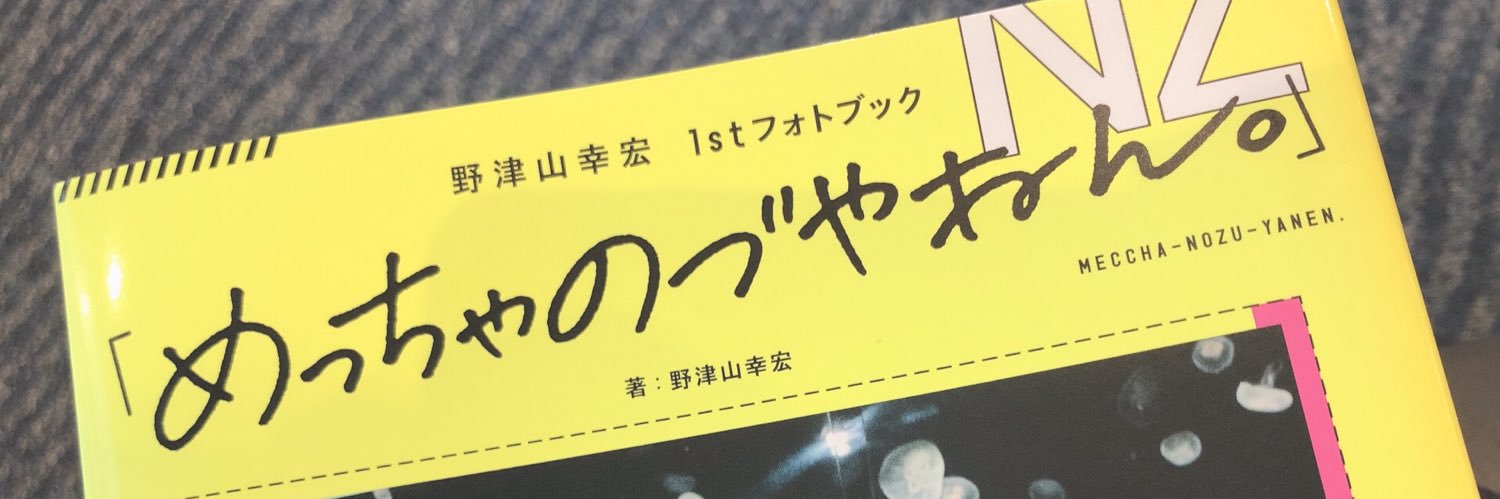 NZ
野津山幸宏 1stフォトブック
「めっちゃのづやねん。」
MECCHA-NOZU-YANEN.
著:野津山幸宏